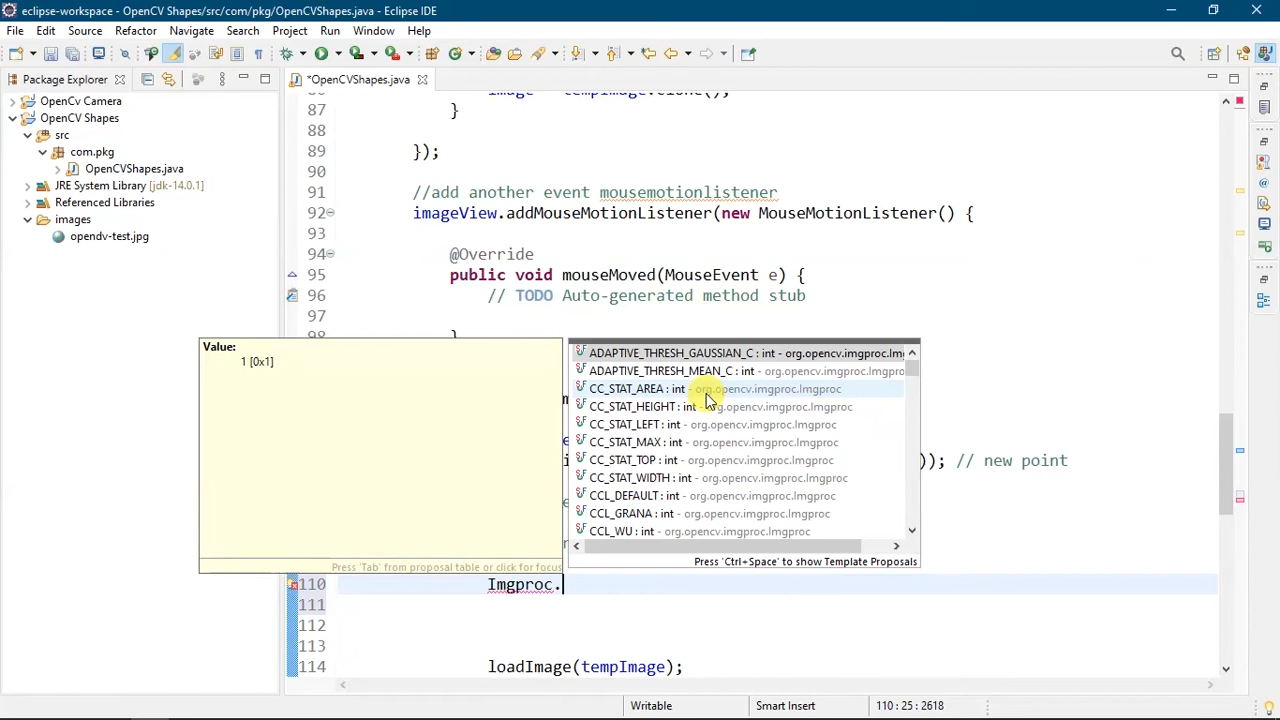 eclipse-workspace - OpenCV Shapes/src/com/pkg/OpenCVShapes.java - Eclipse IDE
File Edit Source Refactor Navigate Search Project Run Window Help
Package Explorer
*OpenCVShapes.java
OpenCv Camera
OpenCV Shapes
src
com.pkg
OpenCVShapes.java
JRE System Library [jdk-14.0.1]
Referenced Libraries
images
opendv-test.jpg
87 }
88
89 });
90
91 //add another event mousemotionlistener
92 imageView.addMouseMotionListener(new MouseMotionListener() {
93
94 @Override
95 public void mouseMoved(MouseEvent e) {
96 // TODO Auto-generated method stub
97
98 }
)); // new point
Value:
1 [0x1]
Press 'Tab' from proposal table or click for focus
ADAPTIVE_THRESH_GAUSSIAN_C : int - org.opencv.imgproc.Im
ADAPTIVE_THRESH_MEAN_C : int - org.opencv.imgproc
CC_STAT_AREA : int - org.opencv.imgproc.Imgproc
CC_STAT_HEIGHT : int - org.opencv.imgproc.Imgproc
CC_STAT_LEFT : int - org.opencv.imgproc.Imgproc
CC_STAT_MAX : int - org.opencv.imgproc.Imgproc
CC_STAT_TOP : int - org.opencv.imgproc.Imgproc
CC_STAT_WIDTH : int - org.opencv.imgproc.Imgproc
CCL_DEFAULT : int - org.opencv.imgproc.Imgproc
CCL_GRANA : int - org.opencv.imgproc.Imgproc
CCL_WU : int - org.opencv.imgproc.Imgproc
Press 'Ctrl+Space' to show Template Proposals
110 Imgproc.
111
112
113
114 loadImage(tempImage);
Writable Smart Insert 110 : 25 : 2618